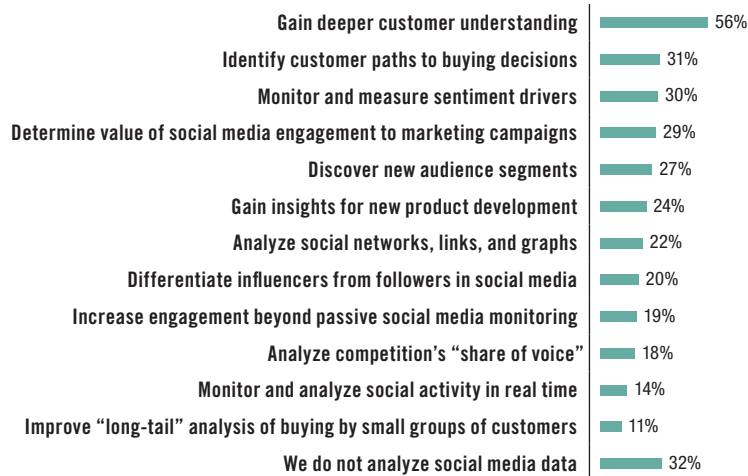 Gain deeper customer understanding 56%
Identify customer paths to buying decisions 31%
Monitor and measure sentiment drivers 30%
Determine value of social media engagement to marketing campaigns 29%
Discover new audience segments 27%
Gain insights for new product development 24%
Analyze social networks, links, and graphs 22%
Differentiate influencers from followers in social media 20%
Increase engagement beyond passive social media monitoring 19%
Analyze competition’s “share of voice” 18%
Monitor and analyze social activity in real time 14%
Improve “long-tail” analysis of buying by small groups of customers 11%
We do not analyze social media data 32%